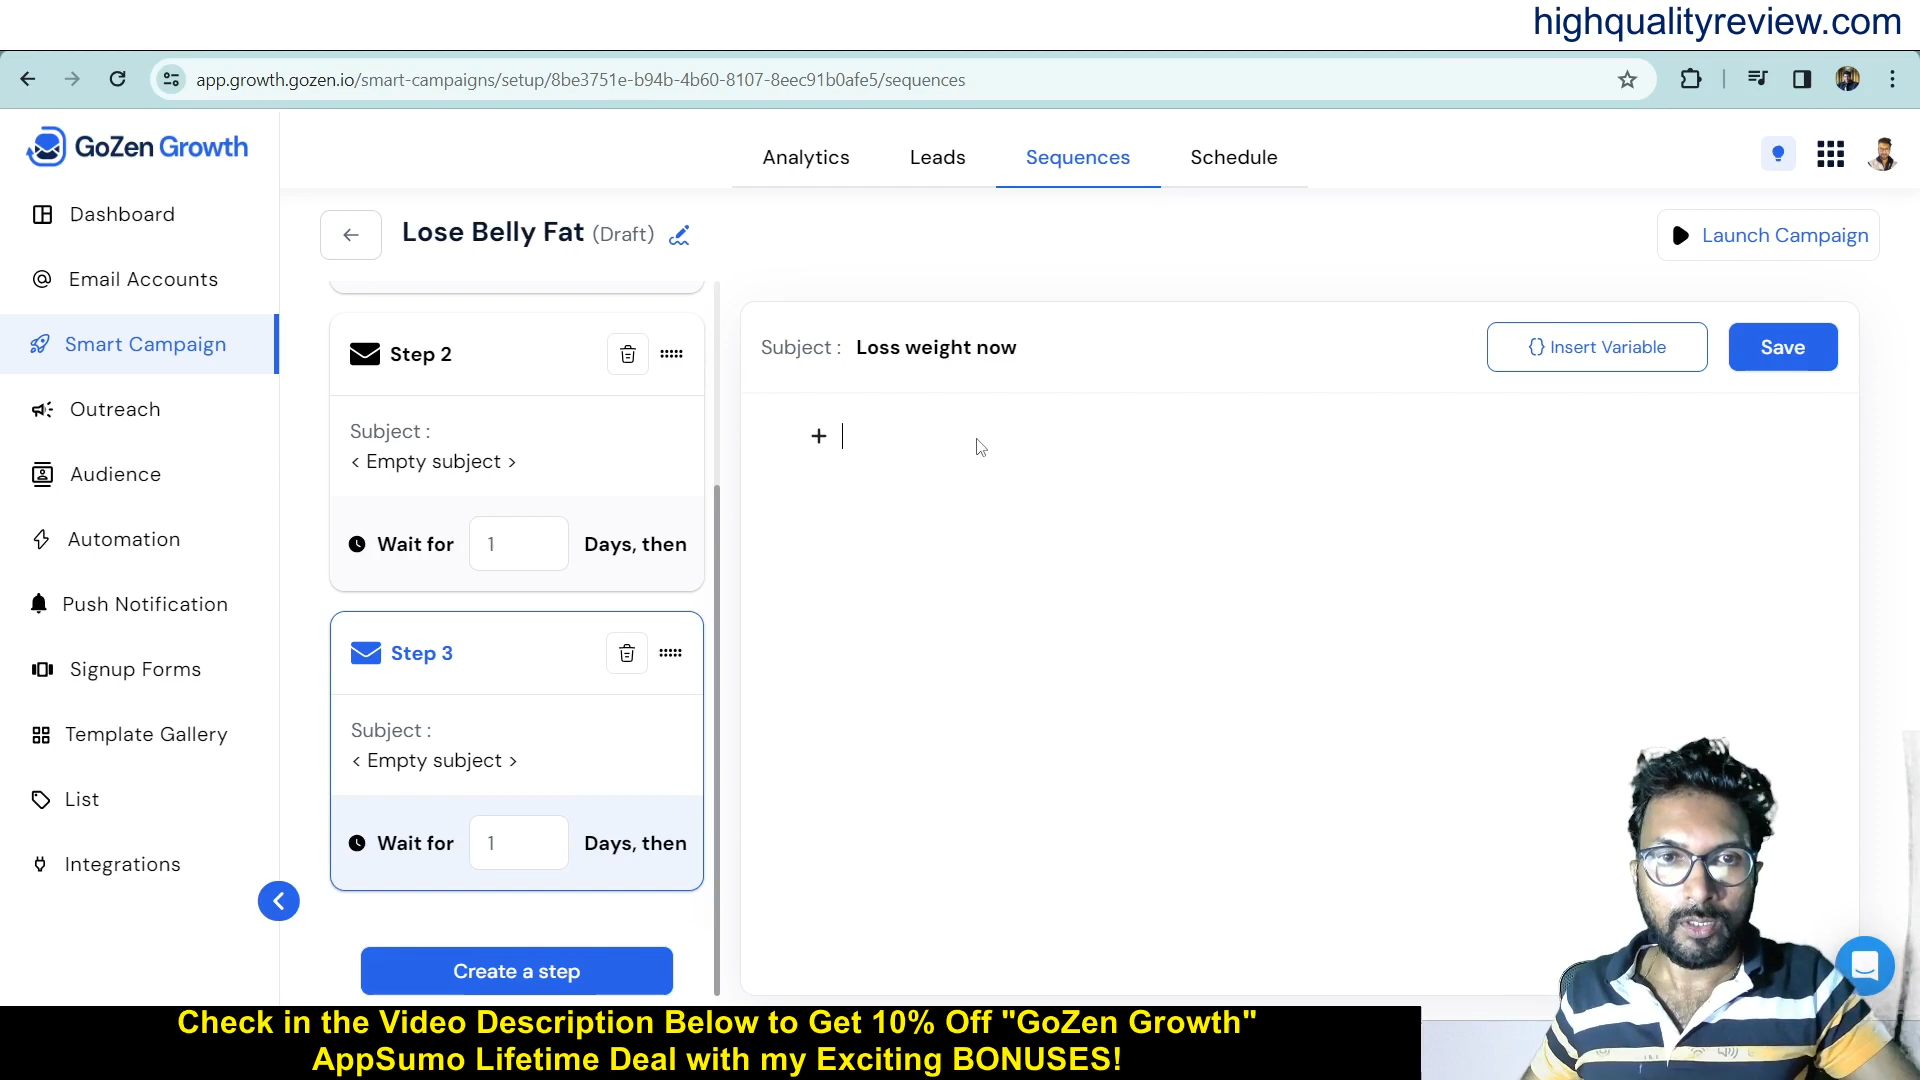 highqualityreview.com
app.growth.gozen.io/smart-campaigns/setup/8be3751e-b94b-4b60-8107-8eec91b0afe5/sequences
GoZen Growth
Analytics
Leads
Sequences
Schedule
Dashboard
Email Accounts
Smart Campaign
Outreach
Audience
Automation
Push Notification
Signup Forms
Template Gallery
List
Integrations
Lose Belly Fat (Draft)
Launch Campaign
Step 2
Subject :
< Empty subject >
Wait for 1 Days, then
Step 3
Subject :
< Empty subject >
Wait for 1 Days, then
Create a step
Subject : Loss weight now
{} Insert Variable
Save
Check in the Video Description Below to Get 10% Off "GoZen Growth"
AppSumo Lifetime Deal with my Exciting BONUSES!